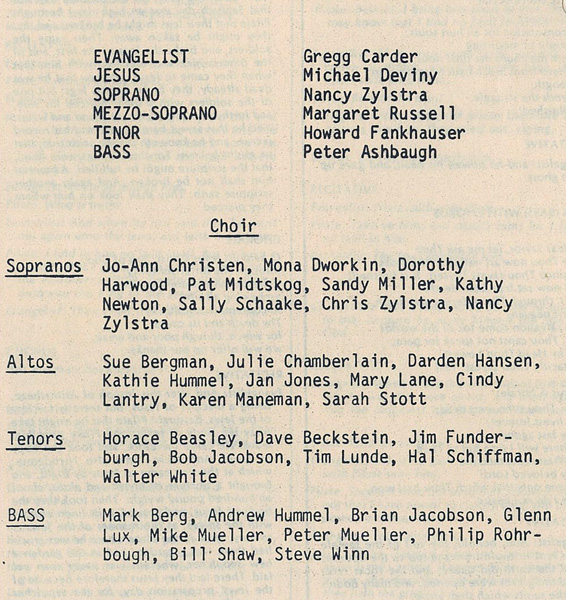 EVANGELIST Gregg Carder
JESUS Michael Deviny
SOPRANO Nancy Zylstra
MEZZO-SOPRANO Margaret Russell
TENOR Howard Fankhauser
BASS Peter Ashbaugh
Choir
Sopranos Jo-Ann Christen, Mona Dworkin, Dorothy
Harwood, Pat Midtskog, Sandy Miller, Kathy
Newton, Sally Schaake, Chris Zylstra, Nancy
Zylstra
Altos Sue Bergman, Julie Chamberlain, Darden Hansen,
Kathie Hummel, Jan Jones, Mary Lane, Cindy
Lantry, Karen Maneman, Sarah Stott
Tenors Horace Beasley, Dave Beckstein, Jim Funder-
burgh, Bob Jacobson, Tim Lunde, Hal Schiffman,
Walter White
BASS Mark Berg, Andrew Hummel, Brian Jacobson, Glenn
Lux, Mike Mueller, Peter Mueller, Philip Rohr-
bough, Bill Shaw, Steve Winn